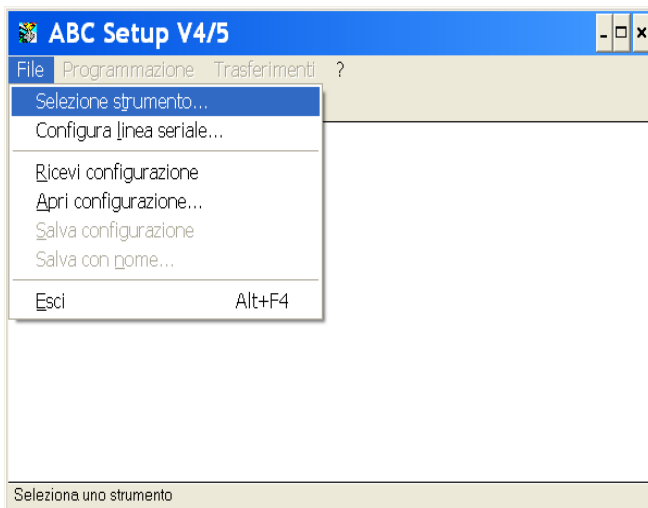 ABC Setup V4/5
File Programmazione Trasferimenti ?
Selezione strumento...
Configura linea seriale...
Ricevi configurazione
Apri configurazione...
Salva configurazione
Salva con nome...
Esci Alt+F4
Seleziona uno strumento